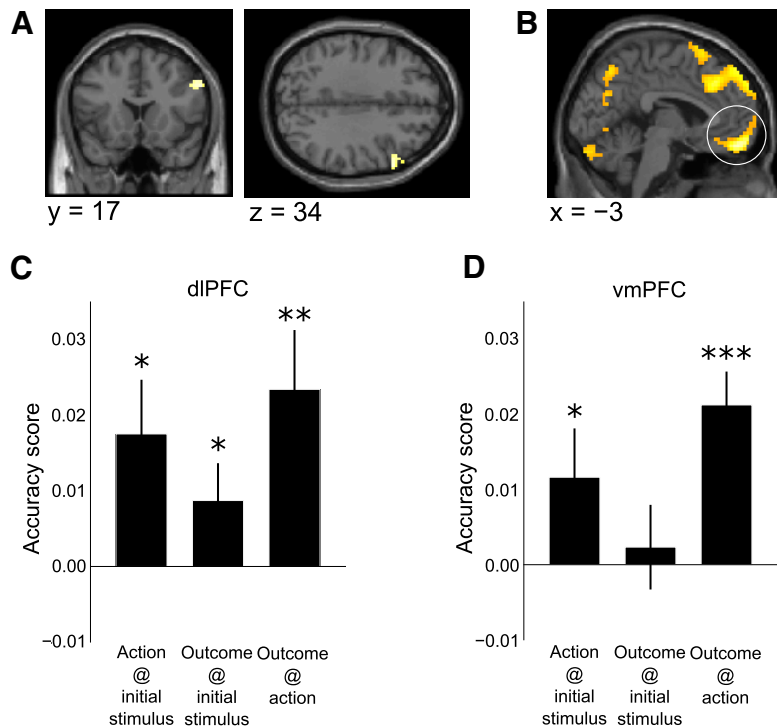 A
B
y = 17
z = 34
x = −3
C
dlPFC
Accuracy score
0.03
0.02
0.01
0.00
−0.01
*
*
**
Action
@
initial
stimulus
Outcome
@
initial
stimulus
Outcome
@
action
D
vmPFC
Accuracy score
0.03
0.02
0.01
0.00
−0.01
*
***
Action
@
initial
stimulus
Outcome
@
initial
stimulus
Outcome
@
action